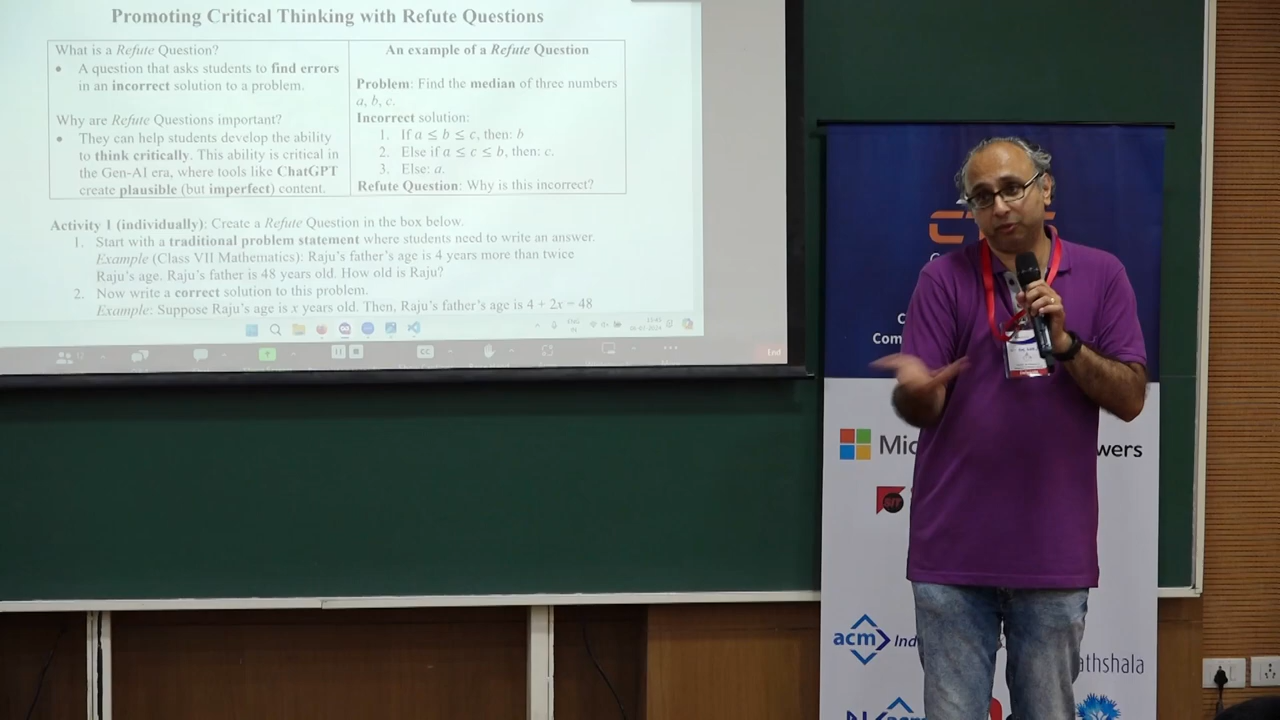 Promoting Critical Thinking with Refute Questions
What is a Refute Question?
• A question that asks students to find errors
in an incorrect solution to a problem.
Why are Refute Questions important?
• They can help students develop the ability
to think critically. This ability is critical in
the Gen-AI era, where tools like ChatGPT
create plausible (but imperfect) content.
An example of a Refute Question
Problem: Find the median of three numbers
a, b, c.
Incorrect solution:
1. If a ≤ b ≤ c, then: b
2. Else if a ≤ c ≤ b, then: c.
3. Else: a.
Refute Question: Why is this incorrect?
Activity 1 (individually): Create a Refute Question in the box below.
1. Start with a traditional problem statement where students need to write an answer.
Example (Class VII Mathematics): Raju's father's age is 4 years more than twice
Raju's age. Raju's father is 48 years old. How old is Raju?
2. Now write a correct solution to this problem.
Example: Suppose Raju's age is x years old. Then, Raju's father's age is 4 + 2x = 48
ENG
CC
End
Com
Mic
wers
acm Ind
athshala
acm